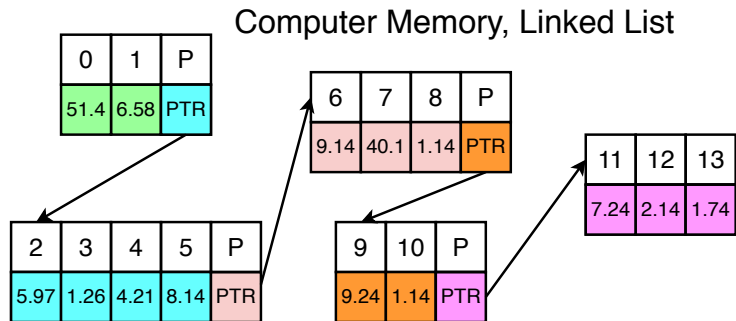 Computer Memory, Linked List
0 1 P
51.4 6.58 PTR
6 7 8 P
9.14 40.1 1.14 PTR
11 12 13
7.24 2.14 1.74
2 3 4 5 P
5.97 1.26 4.21 8.14 PTR
9 10 P
9.24 1.14 PTR